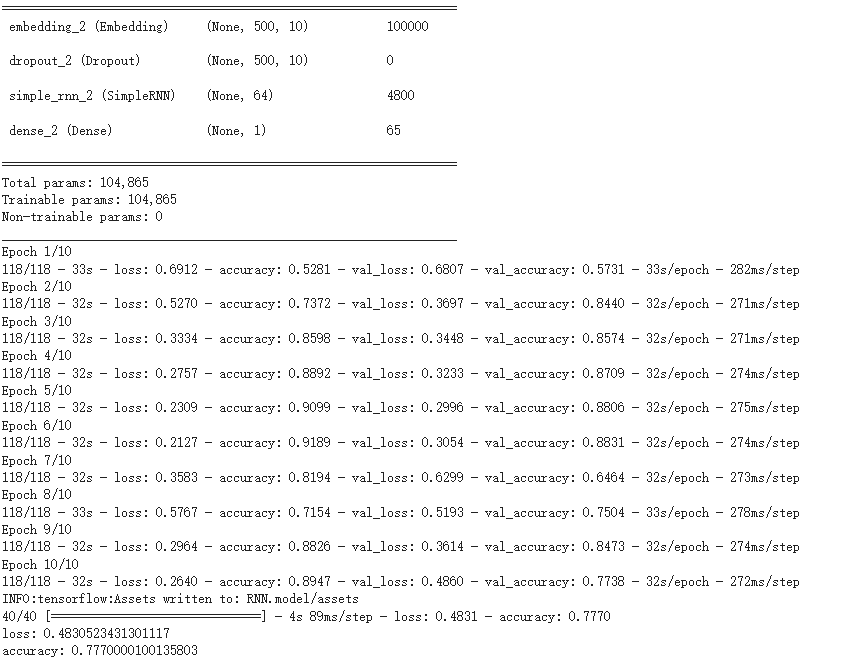 embedding_2 (Embedding) (None, 500, 10) 100000
dropout_2 (Dropout) (None, 500, 10) 0
simple_rnn_2 (SimpleRNN) (None, 64) 4800
dense_2 (Dense) (None, 1) 65
Total params: 104,865
Trainable params: 104,865
Non-trainable params: 0
Epoch 1/10
118/118 - 33s - loss: 0.6912 - accuracy: 0.5281 - val_loss: 0.6807 - val_accuracy: 0.5731 - 33s/epoch - 282ms/step
Epoch 2/10
118/118 - 32s - loss: 0.5270 - accuracy: 0.7372 - val_loss: 0.3697 - val_accuracy: 0.8440 - 32s/epoch - 271ms/step
Epoch 3/10
118/118 - 32s - loss: 0.3334 - accuracy: 0.8598 - val_loss: 0.3448 - val_accuracy: 0.8574 - 32s/epoch - 271ms/step
Epoch 4/10
118/118 - 32s - loss: 0.2757 - accuracy: 0.8892 - val_loss: 0.3233 - val_accuracy: 0.8709 - 32s/epoch - 274ms/step
Epoch 5/10
118/118 - 32s - loss: 0.2309 - accuracy: 0.9099 - val_loss: 0.2996 - val_accuracy: 0.8806 - 32s/epoch - 275ms/step
Epoch 6/10
118/118 - 32s - loss: 0.2127 - accuracy: 0.9189 - val_loss: 0.3054 - val_accuracy: 0.8831 - 32s/epoch - 274ms/step
Epoch 7/10
118/118 - 32s - loss: 0.3583 - accuracy: 0.8194 - val_loss: 0.6299 - val_accuracy: 0.6464 - 32s/epoch - 273ms/step
Epoch 8/10
118/118 - 33s - loss: 0.5767 - accuracy: 0.7154 - val_loss: 0.5193 - val_accuracy: 0.7504 - 33s/epoch - 278ms/step
Epoch 9/10
118/118 - 32s - loss: 0.2964 - accuracy: 0.8826 - val_loss: 0.3614 - val_accuracy: 0.8473 - 32s/epoch - 274ms/step
Epoch 10/10
118/118 - 32s - loss: 0.2640 - accuracy: 0.8947 - val_loss: 0.4860 - val_accuracy: 0.7738 - 32s/epoch - 272ms/step
INFO:tensorflow:Assets written to: RNN.model/assets
40/40 [==============================] - 4s 89ms/step - loss: 0.4831 - accuracy: 0.7770
loss: 0.4830523431301117
accuracy: 0.7770000100135803